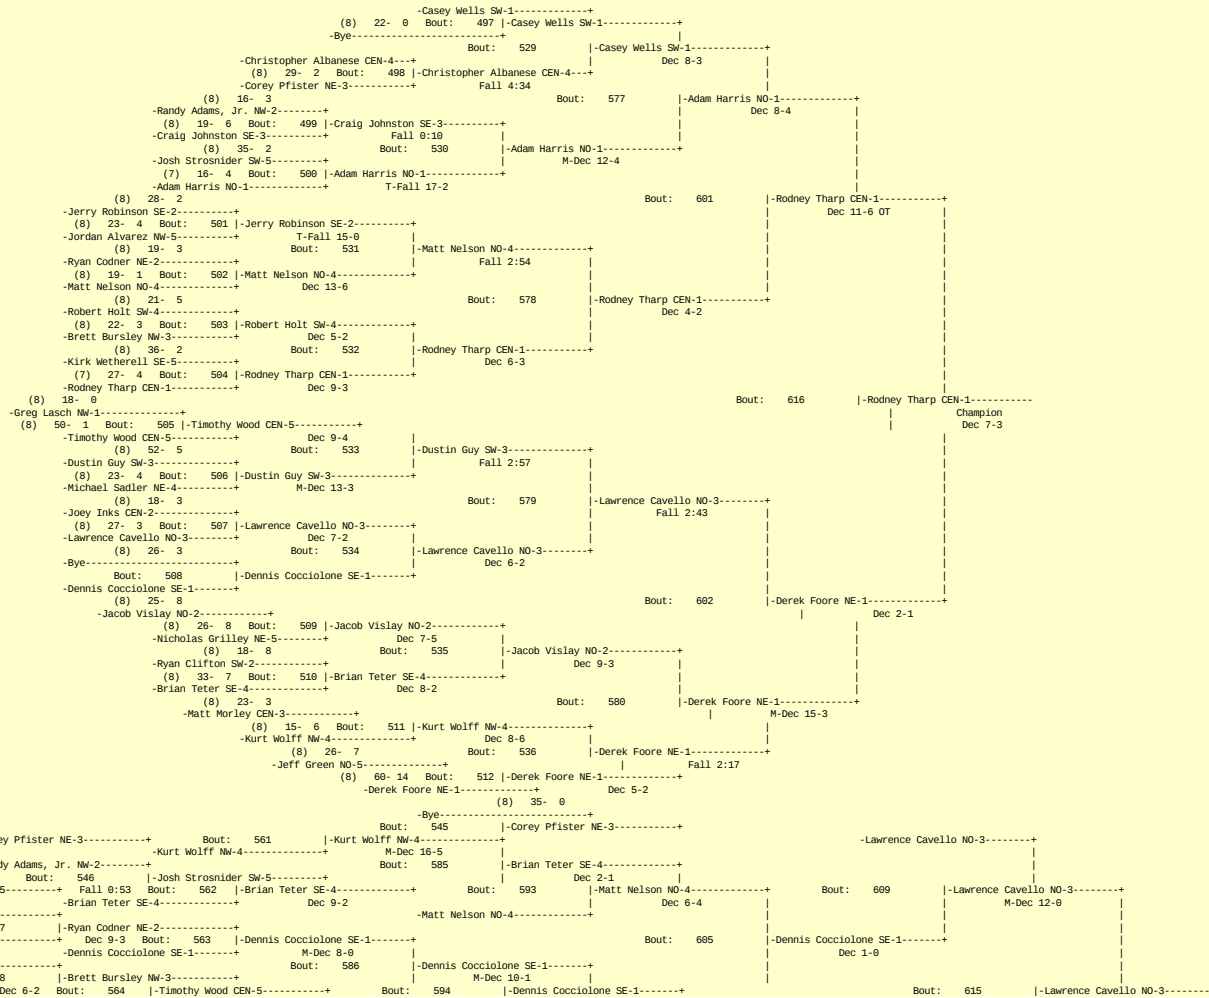 -Casey Wells SW-1------------+
(8) 22- 0 Bout: 497 |-Casey Wells SW-1-------------+
-Bye-------------------------+ |
Bout: 529 |-Casey Wells SW-1------------+
-Christopher Albanese CEN-4---+ | Dec 8-3 |
(8) 29- 2 Bout: 498 |-Christopher Albanese CEN-4---+ |
-Corey Pfister NE-3-----------+ Fall 4:34 |
(8) 16- 3 Bout: 577 |-Adam Harris NO-1------------+
-Randy Adams, Jr. NW-2--------+ | Dec 8-4 |
(8) 19- 6 Bout: 499 |-Craig Johnston SE-3----------+ | |
-Craig Johnston SE-3----------+ Fall 0:10 | | |
(8) 35- 2 Bout: 530 |-Adam Harris NO-1-------------+ |
-Josh Strosnider SW-5---------+ | M-Dec 12-4 |
(7) 16- 4 Bout: 500 |-Adam Harris NO-1-------------+ |
-Adam Harris NO-1-------------+ T-Fall 17-2 |
(8) 28- 2 Bout: 601 |-Rodney Tharp CEN-1-----------+
-Jerry Robinson SE-2----------+ | Dec 11-6 OT |
(8) 23- 4 Bout: 501 |-Jerry Robinson SE-2----------+ | |
-Jordan Alvarez NW-5----------+ T-Fall 15-0 | | |
(8) 19- 3 Bout: 531 |-Matt Nelson NO-4-------------+ | |
-Ryan Codner NE-2-------------+ | Fall 2:54 | | |
(8) 19- 1 Bout: 502 |-Matt Nelson NO-4-------------+ | | |
-Matt Nelson NO-4-------------+ Dec 13-6 | | |
(8) 21- 5 Bout: 578 |-Rodney Tharp CEN-1----------+ |
-Robert Holt SW-4-------------+ | Dec 4-2 |
(8) 22- 3 Bout: 503 |-Robert Holt SW-4-------------+ | |
-Brett Bursley NW-3-----------+ Dec 5-2 | | |
(8) 36- 2 Bout: 532 |-Rodney Tharp CEN-1-----------+ |
-Kirk Wetherell SE-5----------+ | Dec 6-3 |
(7) 27- 4 Bout: 504 |-Rodney Tharp CEN-1-----------+ |
-Rodney Tharp CEN-1-----------+ Dec 9-3 |
(8) 18- 0 Bout: 616 |-Rodney Tharp CEN-1-----------
-Greg Lasch NW-1--------------+ | Champion
(8) 50- 1 Bout: 505 |-Timothy Wood CEN-5-----------+ | Dec 7-3
-Timothy Wood CEN-5-----------+ Dec 9-4 | |
(8) 52- 5 Bout: 533 |-Dustin Guy SW-3--------------+ |
-Dustin Guy SW-3--------------+ | Fall 2:57 | |
(8) 23- 4 Bout: 506 |-Dustin Guy SW-3--------------+ | |
-Michael Sadler NE-4----------+ M-Dec 13-3 | |
(8) 18- 3 Bout: 579 |-Lawrence Cavello NO-3-------+ |
-Joey Inks CEN-2--------------+ | Fall 2:43 | |
(8) 27- 3 Bout: 507 |-Lawrence Cavello NO-3--------+ | | |
-Lawrence Cavello NO-3--------+ Dec 7-2 | | | |
(8) 26- 3 Bout: 534 |-Lawrence Cavello NO-3--------+ | |
-Bye--------------------------+ | Dec 6-2 | |
Bout: 508 |-Dennis Cocciolone SE-1-------+ | |
-Dennis Cocciolone SE-1-------+ | |
(8) 25- 8 Bout: 602 |-Derek Foore NE-1-------------+
-Jacob Vislay NO-2------------+ | Dec 2-1
(8) 26- 8 Bout: 509 |-Jacob Vislay NO-2------------+ |
-Nicholas Grilley NE-5--------+ Dec 7-5 | |
(8) 18- 8 Bout: 535 |-Jacob Vislay NO-2------------+ |
-Ryan Clifton SW-2------------+ | Dec 9-3 | |
(8) 33- 7 Bout: 510 |-Brian Teter SE-4-------------+ | |
-Brian Teter SE-4-------------+ Dec 8-2 | |
(8) 23- 3 Bout: 580 |-Derek Foore NE-1------------+
-Matt Morley CEN-3------------+ | M-Dec 15-3
(8) 15- 6 Bout: 511 |-Kurt Wolff NW-4--------------+ |
-Kurt Wolff NW-4--------------+ Dec 8-6 | |
(8) 26- 7 Bout: 536 |-Derek Foore NE-1------------+
-Jeff Green NO-5--------------+ | Fall 2:17
(8) 60- 14 Bout: 512 |-Derek Foore NE-1-------------+
-Derek Foore NE-1-------------+ Dec 5-2
(8) 35- 0
-Bye-------------------------+
Bout: 545 |-Corey Pfister NE-3-----------+
ey Pfister NE-3-----------+ Bout: 561 |-Kurt Wolff NW-4--------------+ -Lawrence Cavello NO-3--------+
-Kurt Wolff NW-4--------------+ M-Dec 16-5 | |
dy Adams, Jr. NW-2--------+ Bout: 585 |-Brian Teter SE-4-------------+ |
Bout: 546 |-Josh Strosnider SW-5---------+ | Dec 2-1 | |
5---------+ Fall 0:53 Bout: 562 |-Brian Teter SE-4-------------+ Bout: 593 |-Matt Nelson NO-4------------+ Bout: 609 |-Lawrence Cavello NO-3--------+
-Brian Teter SE-4-------------+ Dec 9-2 | Dec 6-4 | | M-Dec 12-0 |
----------+ -Matt Nelson NO-4-------------+ | | |
7 |-Ryan Codner NE-2-------------+ | | |
----------+ Dec 9-3 Bout: 563 |-Dennis Cocciolone SE-1-------+ Bout: 605 |-Dennis Cocciolone SE-1-------+ |
-Dennis Cocciolone SE-1-------+ M-Dec 8-0 | | Dec 1-0 |
----------+ Bout: 586 |-Dennis Cocciolone SE-1-------+ | |
8 |-Brett Bursley NW-3-----------+ | M-Dec 10-1 | | |
Dec 6-2 Bout: 564 |-Timothy Wood CEN-5-----------+ Bout: 594 |-Dennis Cocciolone SE-1-------+ Bout: 615 |-Lawrence Cavello NO-3--------